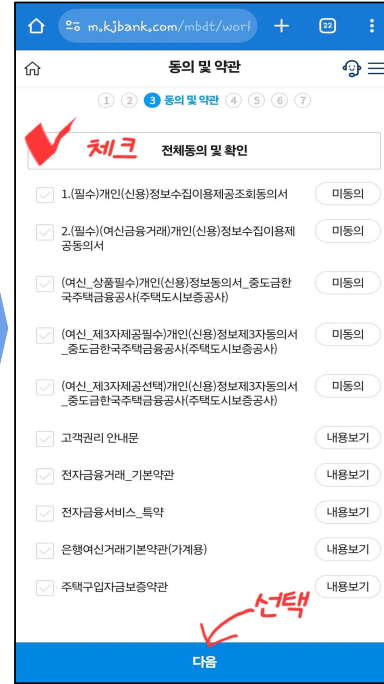 m.kjbank.com/mbdt/worl
22
동의 및 약관
1 2 3 동의 및 약관 4 5 6 7
체크 전체동의 및 확인
1.(필수)개인(신용)정보수집이용제공조회동의서 미동의
2.(필수)(여신금융거래)개인(신용)정보수집이용제 미동의
공동의서
(여신_상품필수)개인(신용)정보동의서_중도금한 미동의
국주택금융공사(주택도시보증공사)
(여신_제3자제공필수)개인(신용)정보제3자동의서 미동의
_중도금한국주택금융공사(주택도시보증공사)
(여신_제3자제공선택)개인(신용)정보제3자동의서 미동의
_중도금한국주택금융공사(주택도시보증공사)
고객권리 안내문 내용보기
전자금융거래_기본약관 내용보기
전자금융서비스_특약 내용보기
은행여신거래기본약관(가계용) 내용보기
주택구입자금보증약관 내용보기
선택
다음